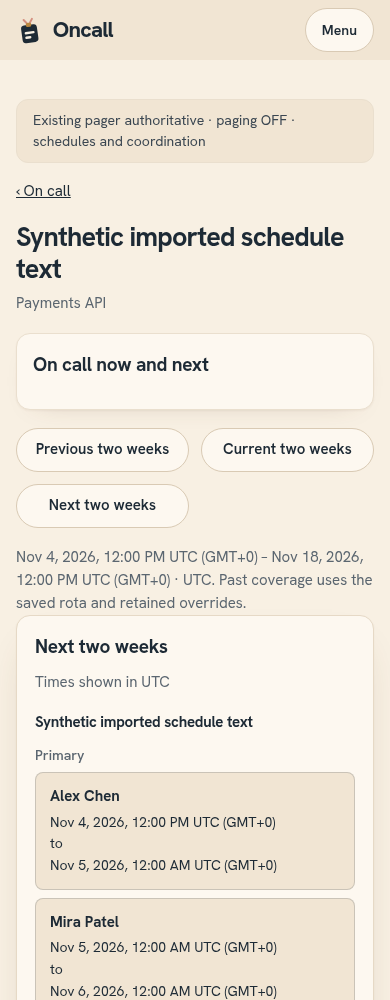 Oncall
Menu
Existing pager authoritative · paging OFF ·
schedules and coordination
‹ On call
Synthetic imported schedule
text
Payments API
On call now and next
Previous two weeks
Current two weeks
Next two weeks
Nov 4, 2026, 12:00 PM UTC (GMT+0) – Nov 18, 2026,
12:00 PM UTC (GMT+0) · UTC. Past coverage uses the
saved rota and retained overrides.
Next two weeks
Times shown in UTC
Synthetic imported schedule text
Primary
Alex Chen
Nov 4, 2026, 12:00 PM UTC (GMT+0)
to
Nov 5, 2026, 12:00 AM UTC (GMT+0)
Mira Patel
Nov 5, 2026, 12:00 AM UTC (GMT+0)
to
Nov 6, 2026, 12:00 AM UTC (GMT+0)